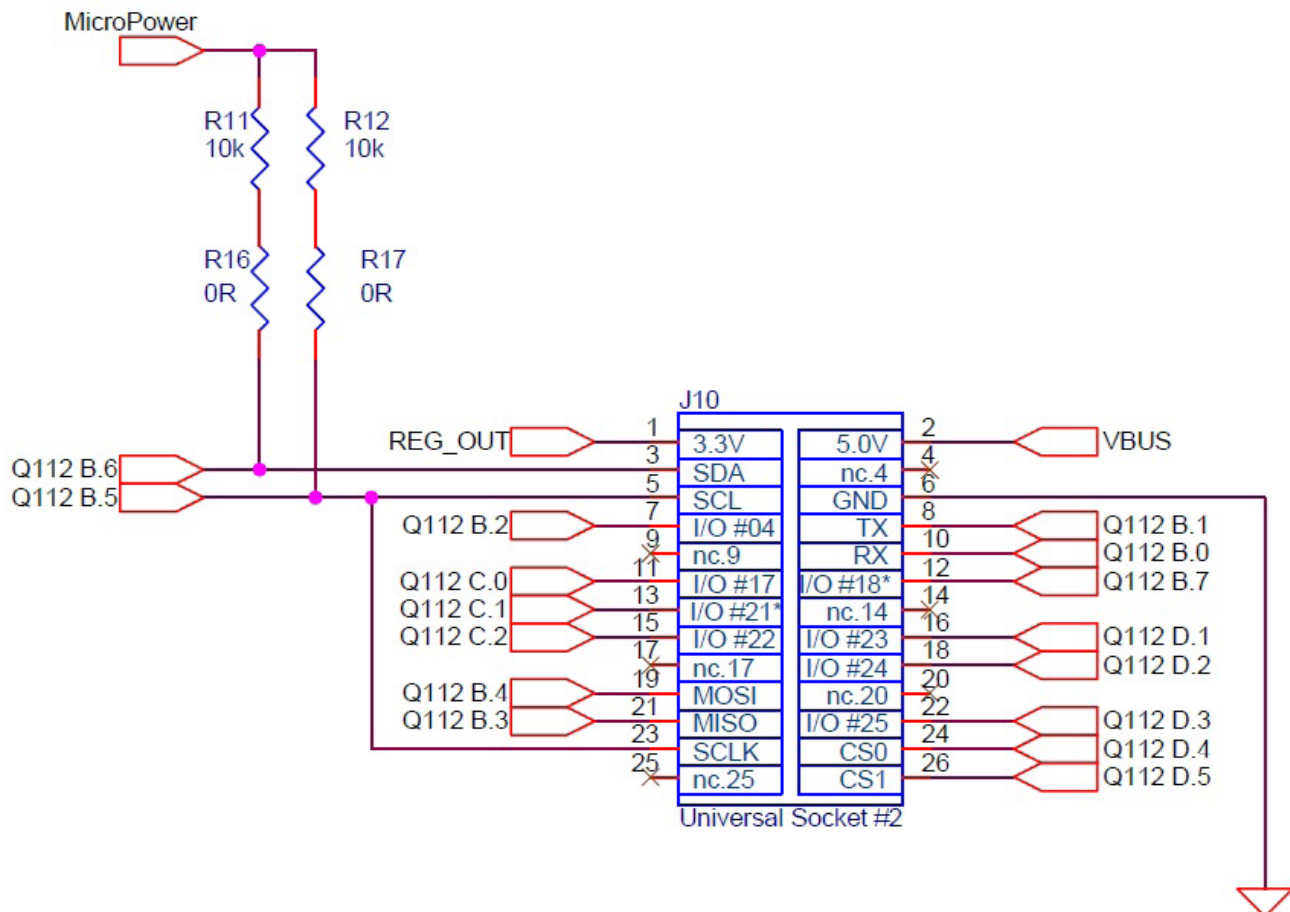 MicroPower
R11 R12
10k 10k
R16 R17
0R 0R
J10
REG_OUT 1 3.3V 5.0V 2 VBUS
Q112 B.6 3 SDA nc.4 4
Q112 B.5 5 SCL GND 6
Q112 B.2 7 I/O #04 TX 8 Q112 B.1
9 nc.9 RX 10 Q112 B.0
Q112 C.0 11 I/O #17 I/O #18* 12 Q112 B.7
Q112 C.1 13 I/O #21* nc.14 14
Q112 C.2 15 I/O #22 I/O #23 16 Q112 D.1
17 nc.17 I/O #24 18 Q112 D.2
Q112 B.4 19 MOSI nc.20 20
Q112 B.3 21 MISO I/O #25 22 Q112 D.3
23 SCLK CS0 24 Q112 D.4
25 nc.25 CS1 26 Q112 D.5
Universal Socket #2